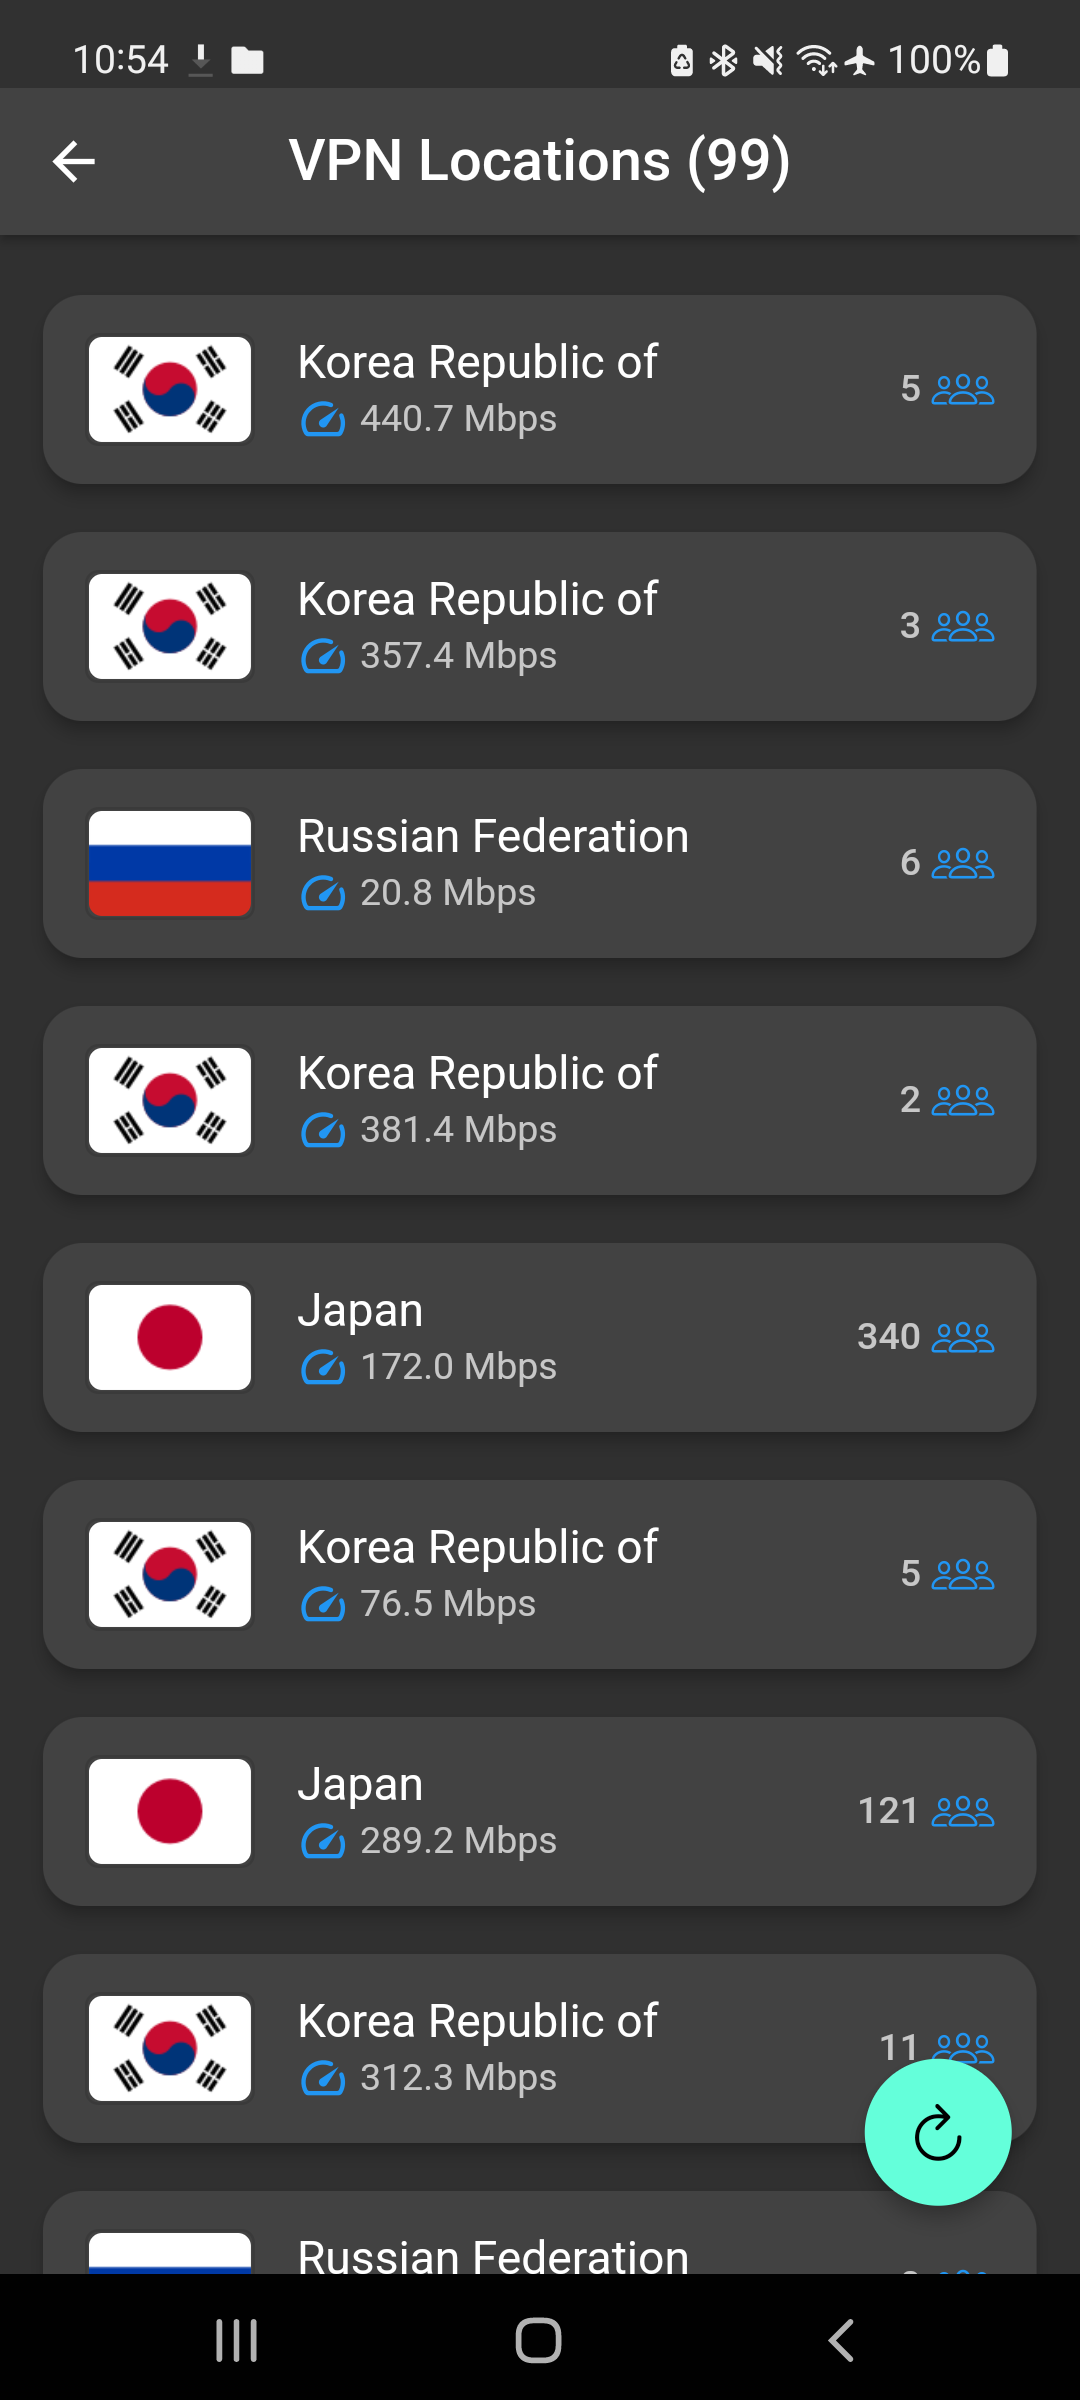 10:54 100%
VPN Locations (99)
Korea Republic of
440.7 Mbps
5
Korea Republic of
357.4 Mbps
3
Russian Federation
20.8 Mbps
6
Korea Republic of
381.4 Mbps
2
Japan
172.0 Mbps
340
Korea Republic of
76.5 Mbps
5
Japan
289.2 Mbps
121
Korea Republic of
312.3 Mbps
11
Russian Federation